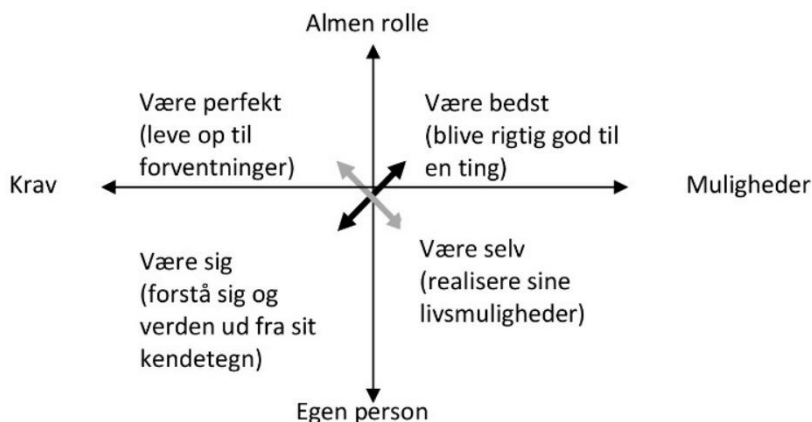 Almen rolle
Være perfekt
(leve op til
forventninger)
Være bedst
(blive rigtig god til
en ting)
Krav
Muligheder
Være sig
(forstå sig og
verden ud fra sit
kendetegn)
Være selv
(realisere sine
livsmuligheder)
Egen person